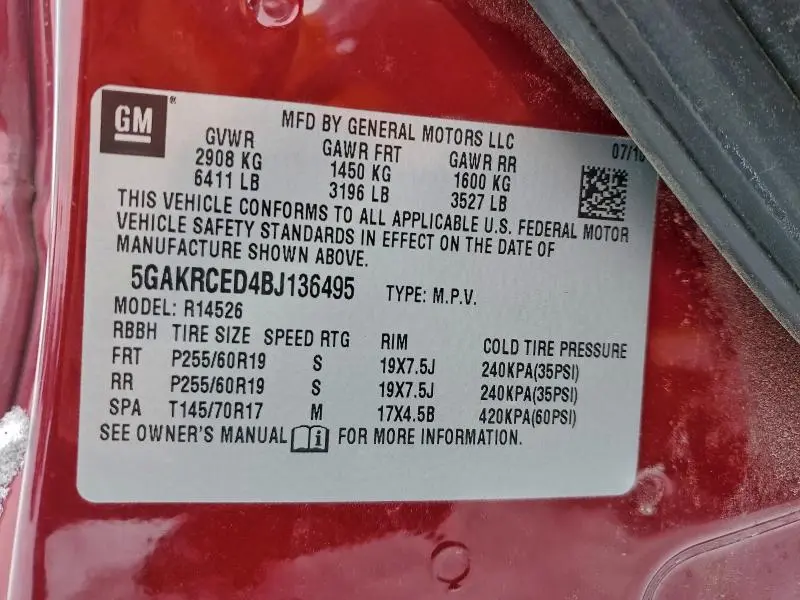 GM
MFD BY GENERAL MOTORS LLC
07/10
GVWR GAWR FRT GAWR RR
2908 KG 1450 KG 1600 KG
6411 LB 3196 LB 3527 LB
THIS VEHICLE CONFORMS TO ALL APPLICABLE U.S. FEDERAL MOTOR
VEHICLE SAFETY STANDARDS IN EFFECT ON THE DATE OF
MANUFACTURE SHOWN ABOVE.
5GAKRCED4BJ136495 TYPE: M.P.V.
MODEL: R14526
RBBH TIRE SIZE SPEED RTG RIM COLD TIRE PRESSURE
FRT P255/60R19 S 19X7.5J 240KPA(35PSI)
RR P255/60R19 S 19X7.5J 240KPA(35PSI)
SPA T145/70R17 M 17X4.5B 420KPA(60PSI)
SEE OWNER'S MANUAL FOR MORE INFORMATION.